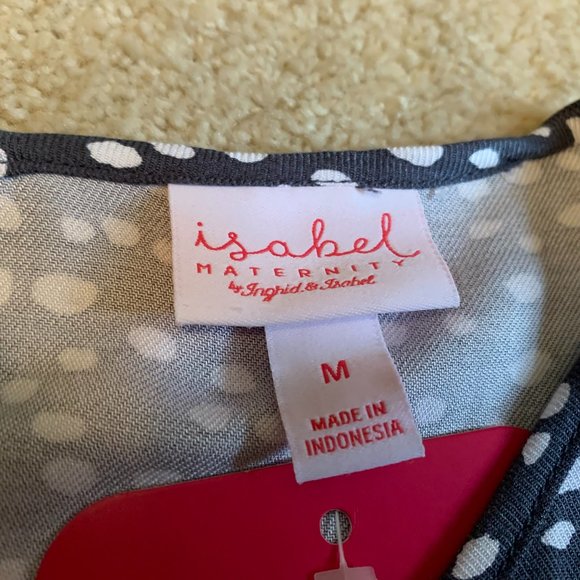 isabel
MATERNITY
by Ingrid & Isabel
M
MADE IN
INDONESIA